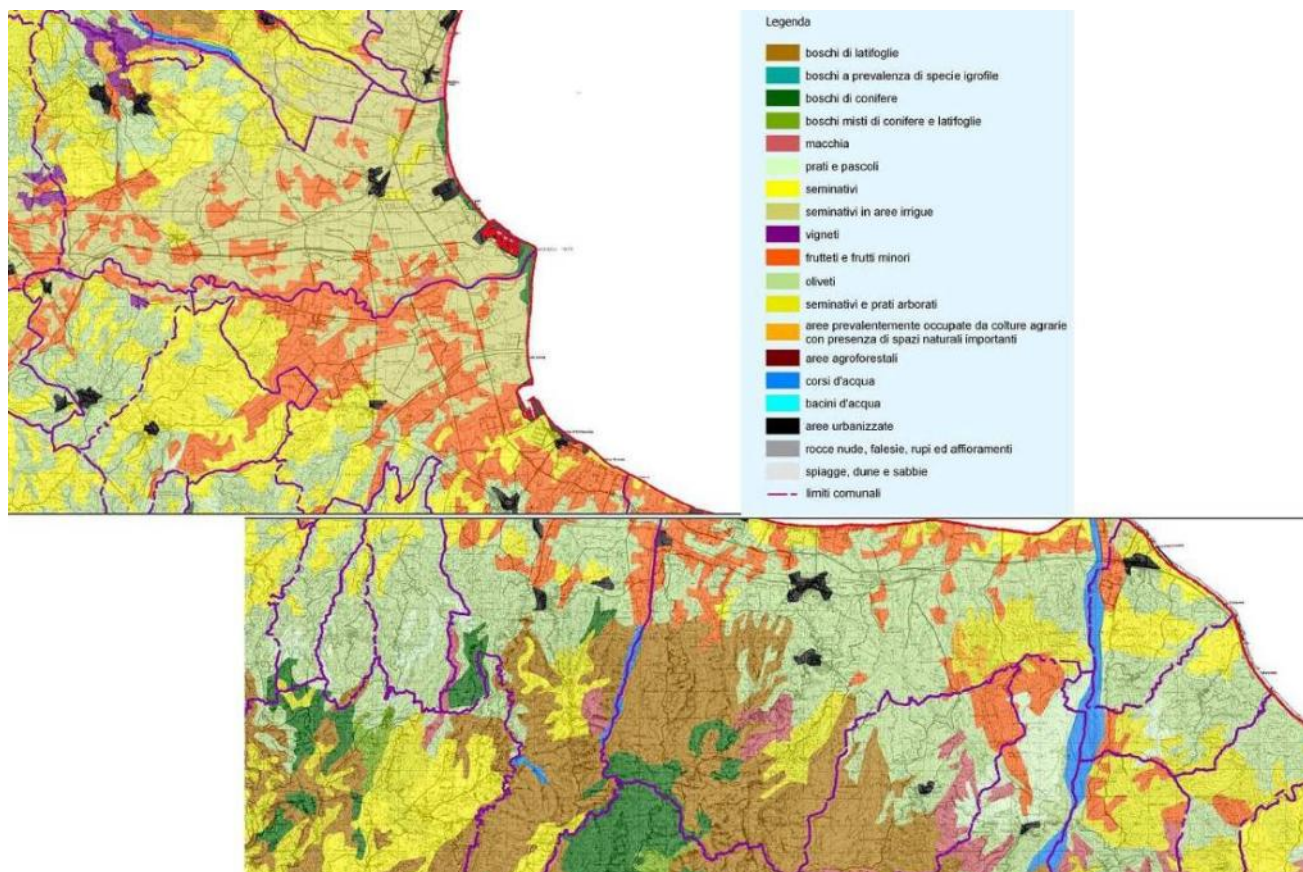 Legenda
boschi di latifoglie
boschi a prevalenza di specie igrofile
boschi di conifere
boschi misti di conifere e latifoglie
macchia
prati e pascoli
seminativi
seminativi in aree irrigue
vigneti
frutteti e frutti minori
oliveti
seminativi e prati arborati
aree prevalentemente occupate da colture agrarie
con presenza di spazi naturali importanti
aree agroforestali
corsi d'acqua
bacini d'acqua
aree urbanizzate
rocce nude, falesie, rupi ed affioramenti
spiagge, dune e sabbie
limiti comunali